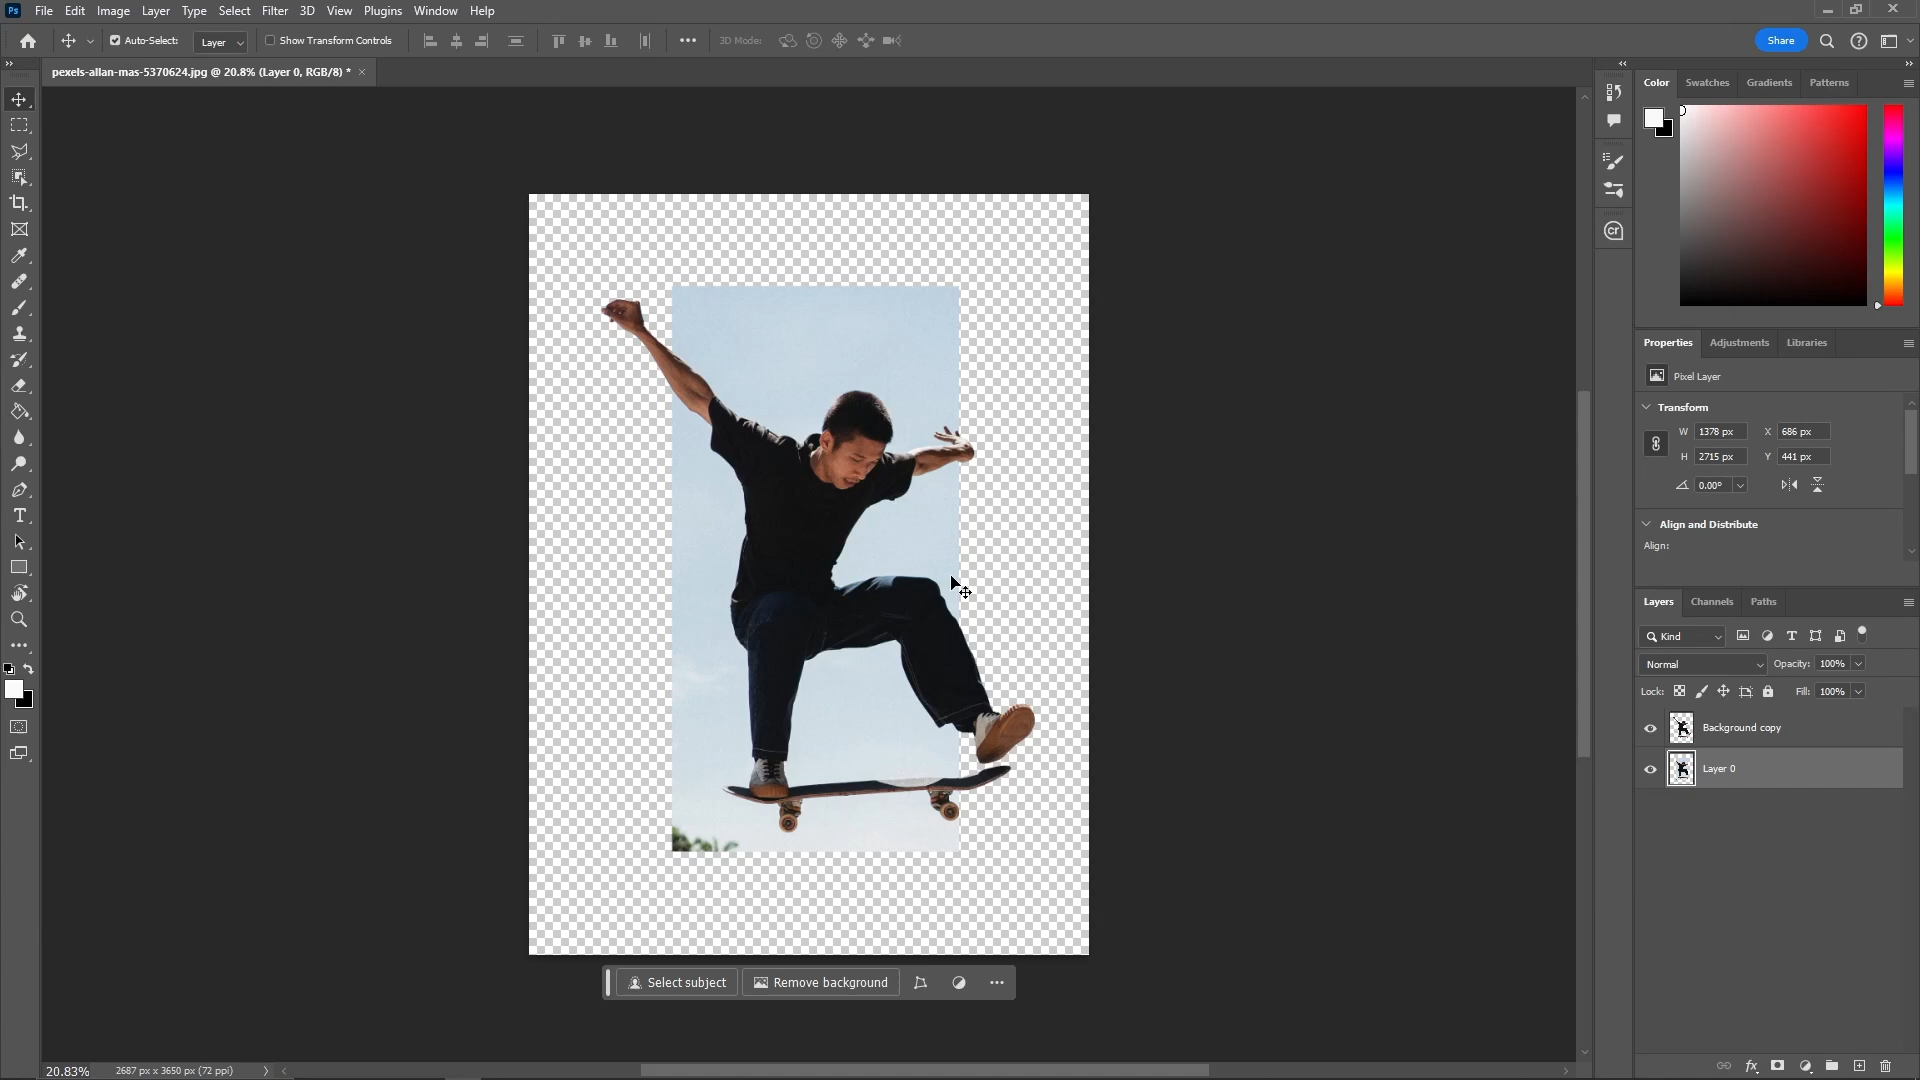 Ps File Edit Image Layer Type Select Filter 3D View Plugins Window Help
Auto-Select: Layer Show Transform Controls 3D Mode: Share
pexels-allan-mas-5370624.jpg @ 20.8% (Layer 0, RGB/8) * ×
Color Swatches Gradients Patterns
cr
Properties Adjustments Libraries
Pixel Layer
Transform
W 1378 px X 686 px
H 2715 px Y 441 px
0.00°
Align and Distribute
Align:
Layers Channels Paths
Kind
Normal Opacity: 100%
Lock: Fill: 100%
Background copy
Layer 0
Select subject Remove background
20.83% 2687 px x 3650 px (72 ppi)
fx